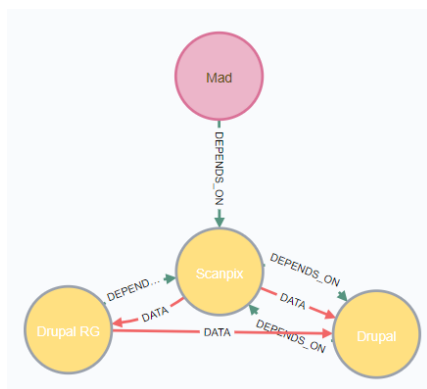 Mad
DEPENDS_ON
Scanpix
DEPENDS_ON
DEPEND...
DATA
DATA
Drupal RG
DATA
DEPENDS_ON
Drupal